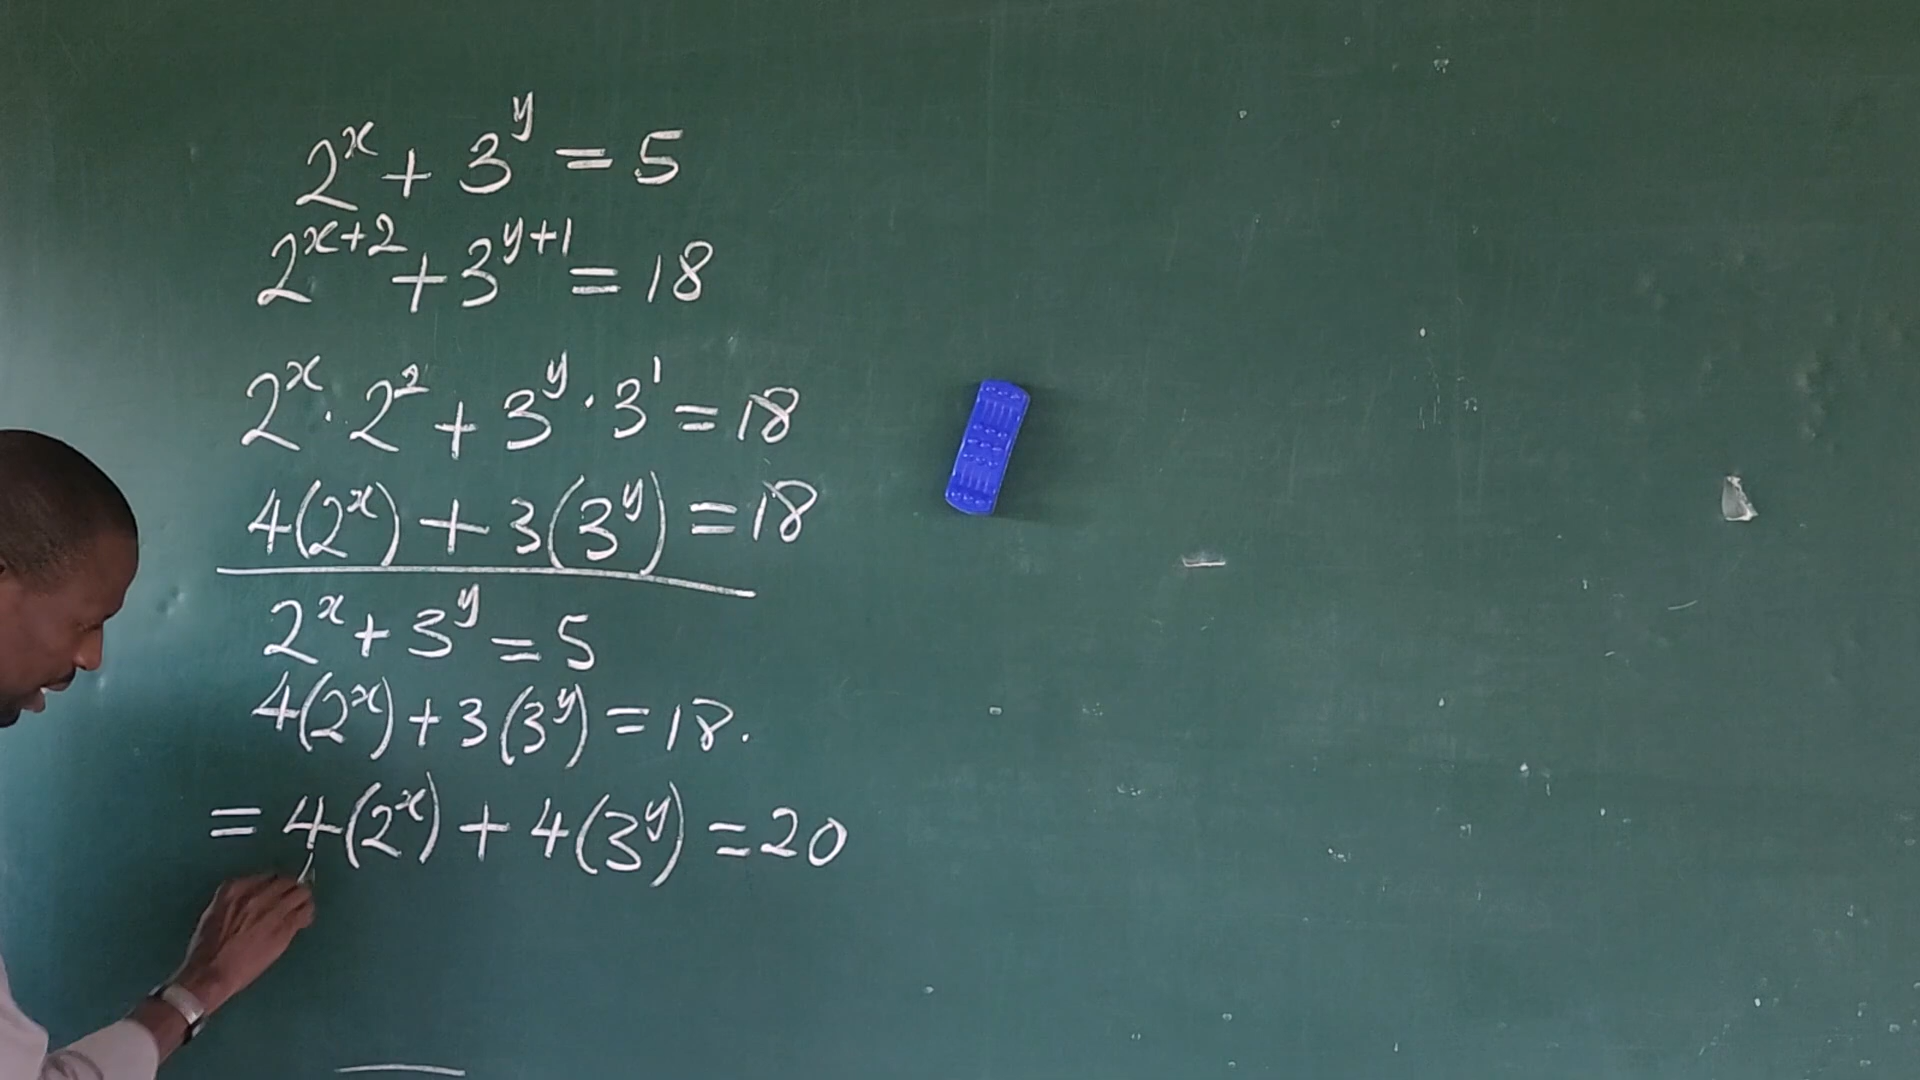 2^x + 3^y = 5
2^{x+2} + 3^{y+1} = 18
2^x · 2^2 + 3^y · 3^1 = 18
4(2^x) + 3(3^y) = 18
2^x + 3^y = 5
4(2^x) + 3(3^y) = 18.
= 4(2^x) + 4(3^y) = 20